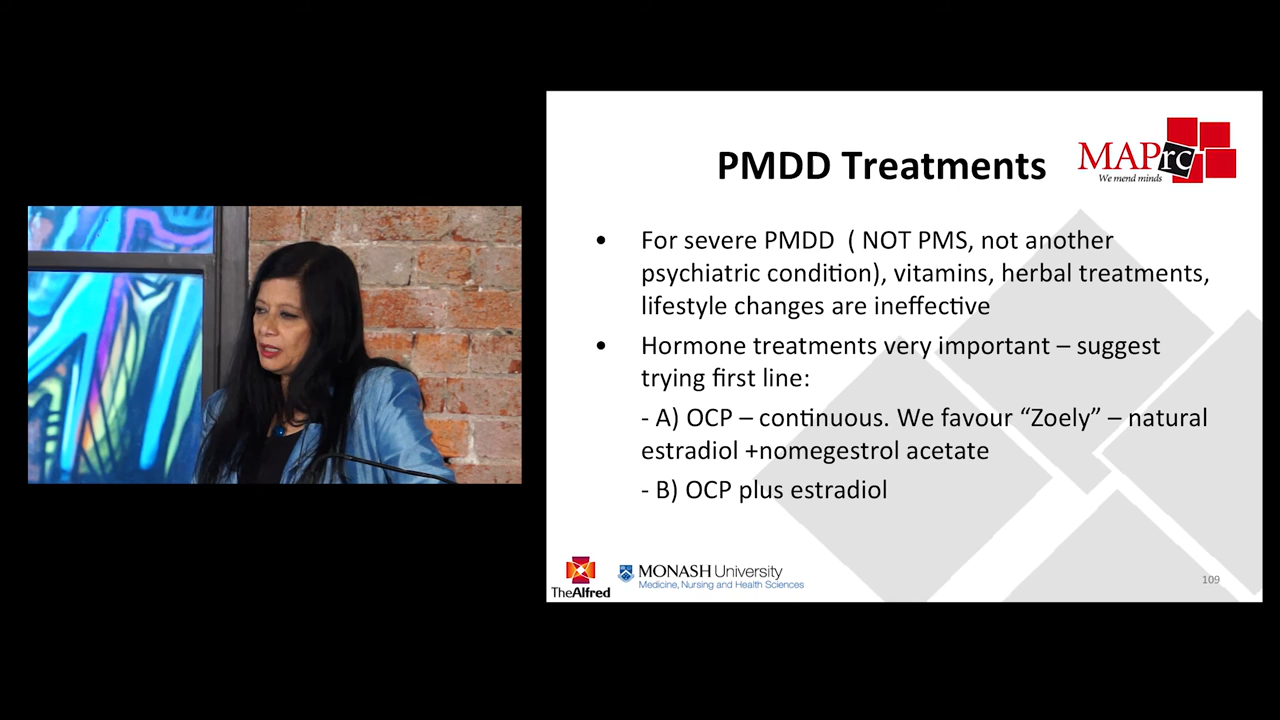 PMDD Treatments
MAPrc
We mend minds
• For severe PMDD ( NOT PMS, not another
psychiatric condition), vitamins, herbal treatments,
lifestyle changes are ineffective
• Hormone treatments very important – suggest
trying first line:
- A) OCP – continuous. We favour “Zoely” – natural
estradiol +nomegestrol acetate
- B) OCP plus estradiol
TheAlfred
MONASH University
Medicine, Nursing and Health Sciences
109